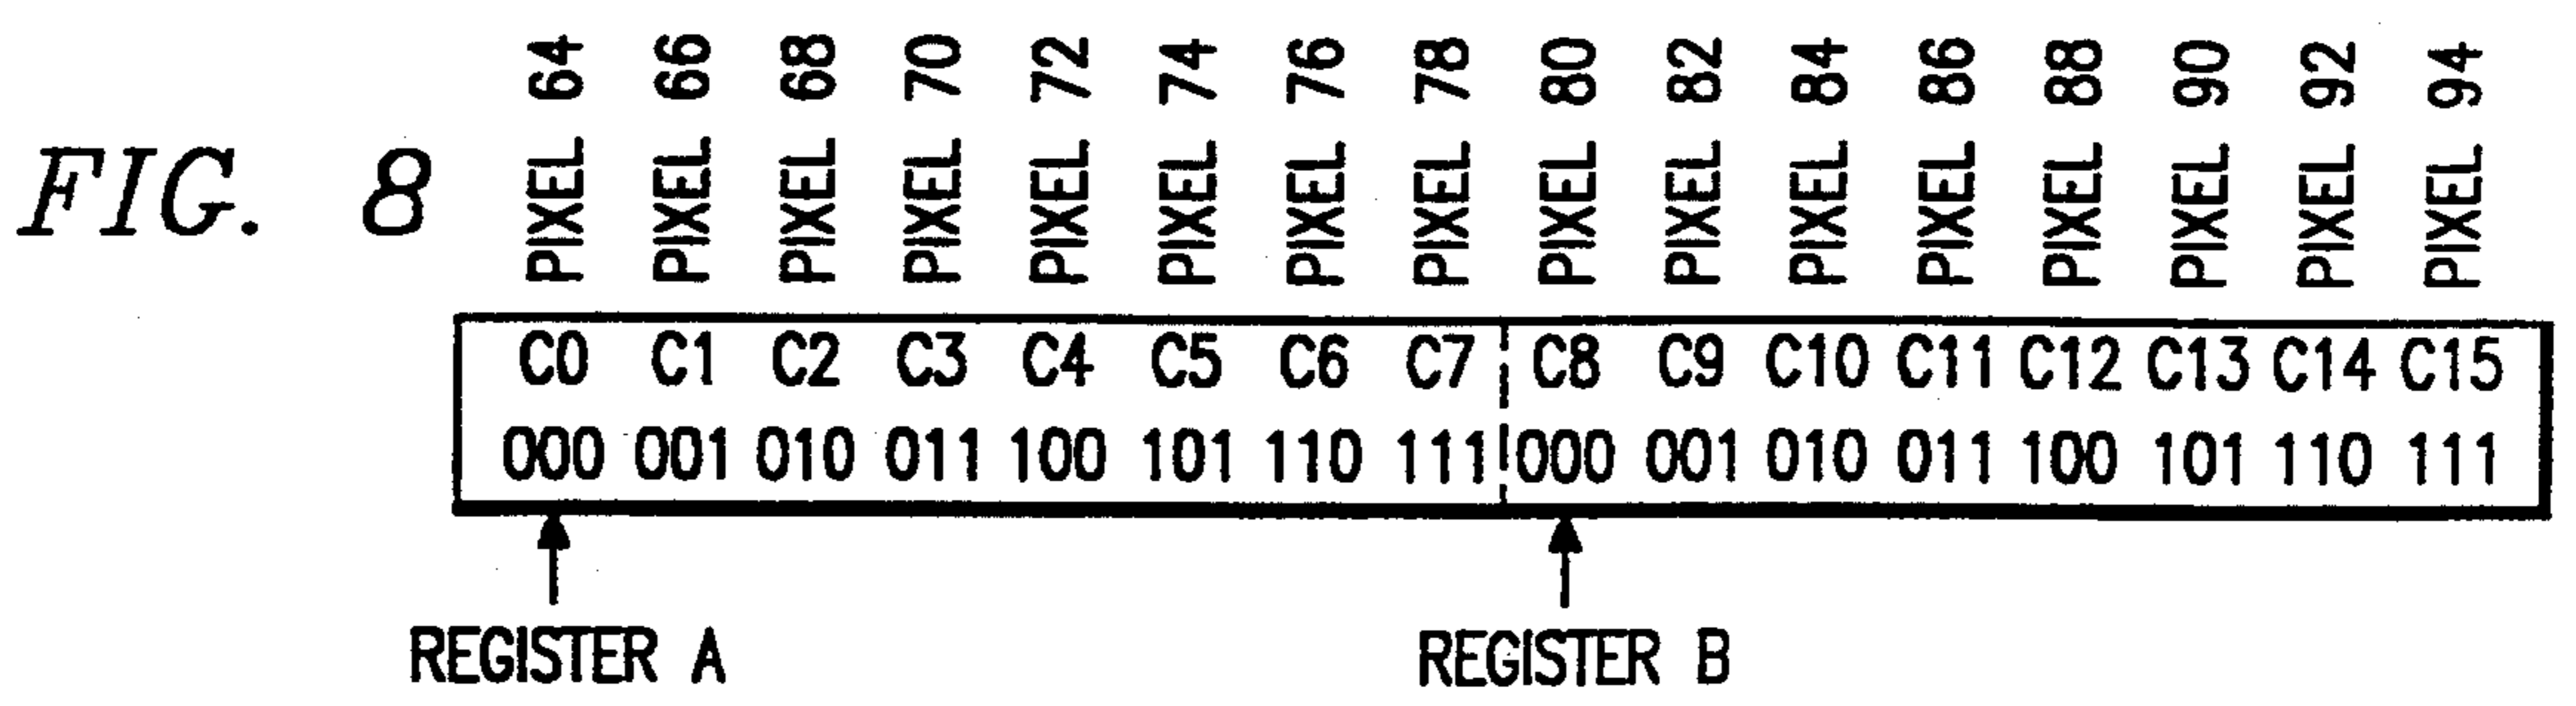 FIG. 8
PIXEL 64 PIXEL 66 PIXEL 68 PIXEL 70 PIXEL 72 PIXEL 74 PIXEL 76 PIXEL 78 PIXEL 80 PIXEL 82 PIXEL 84 PIXEL 86 PIXEL 88 PIXEL 90 PIXEL 92 PIXEL 94
C0 C1 C2 C3 C4 C5 C6 C7 C8 C9 C10 C11 C12 C13 C14 C15
000 001 010 011 100 101 110 111 000 001 010 011 100 101 110 111
REGISTER A REGISTER B